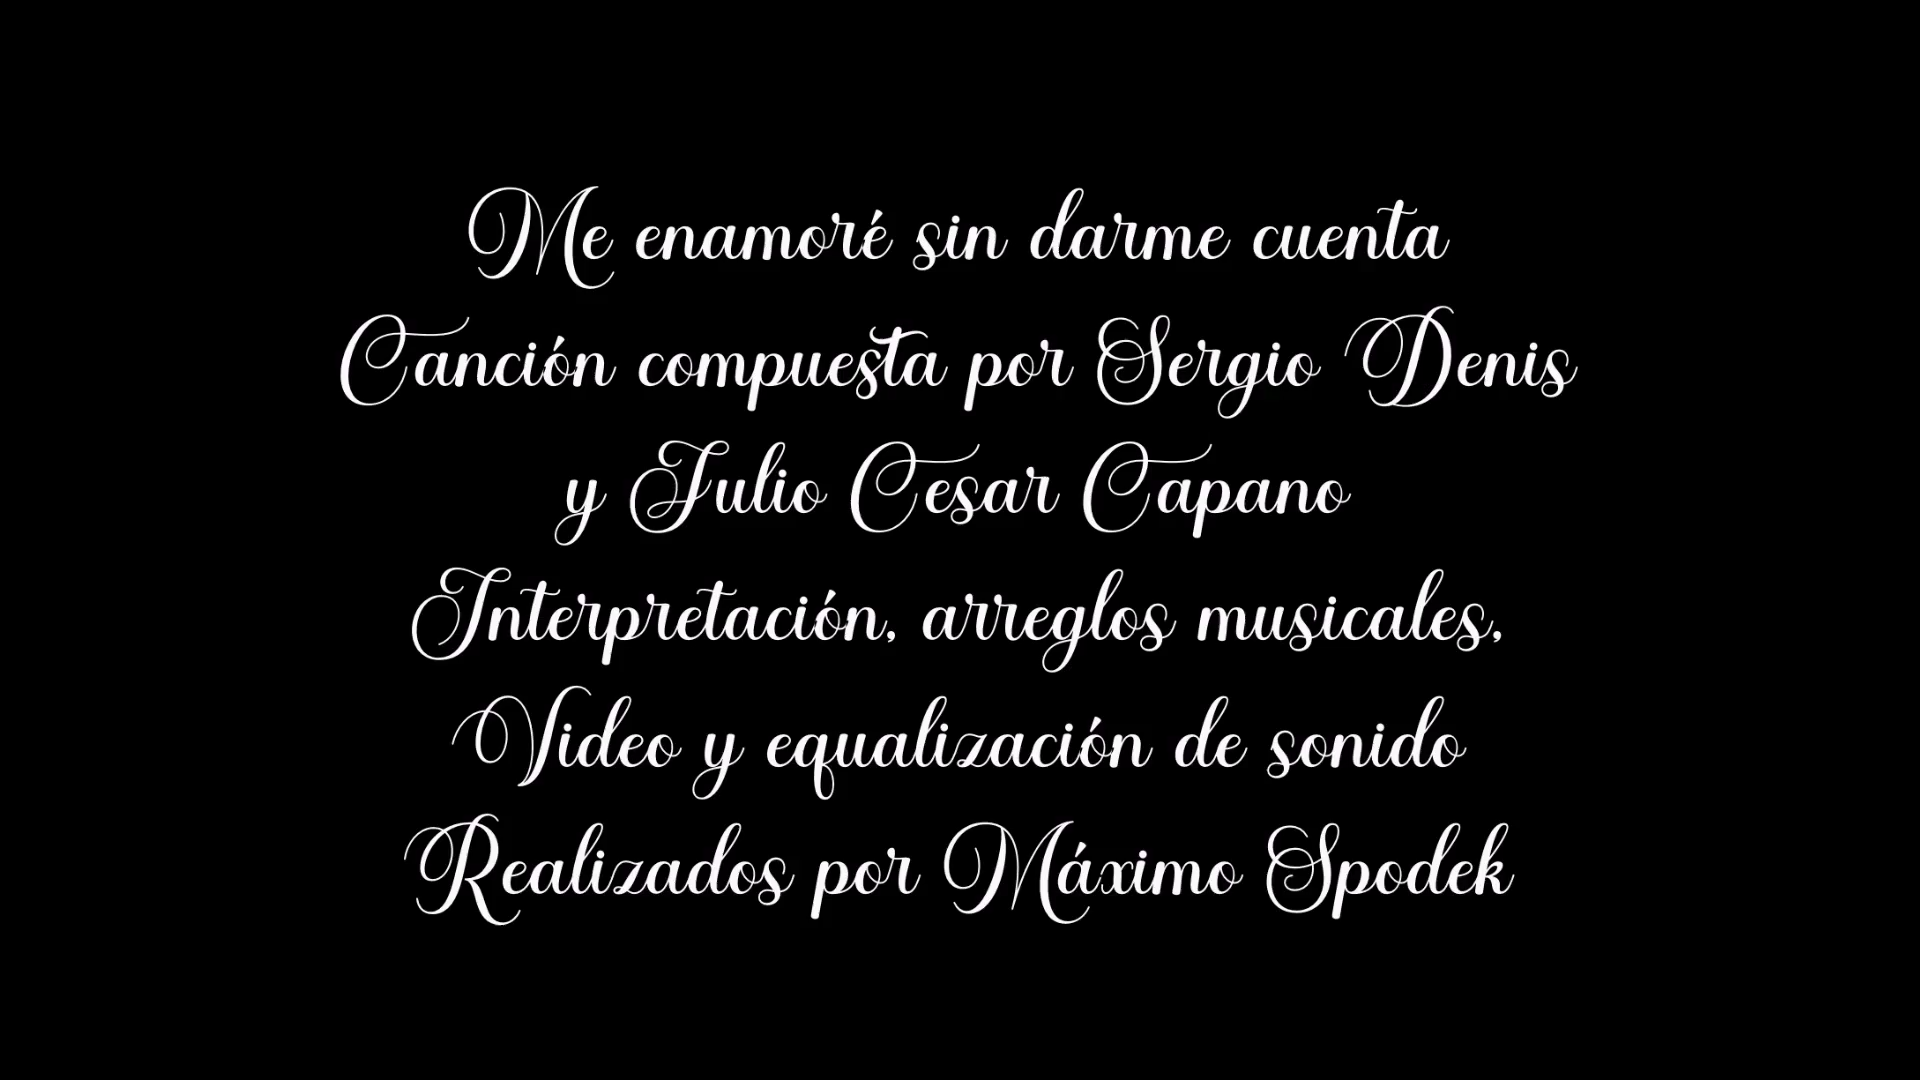 Me enamoré sin darme cuenta
Canción compuesta por Sergio Denis
y Julio Cesar Capano
Interpretación, arreglos musicales,
Video y equalización de sonido
Realizados por Máximo Spodek